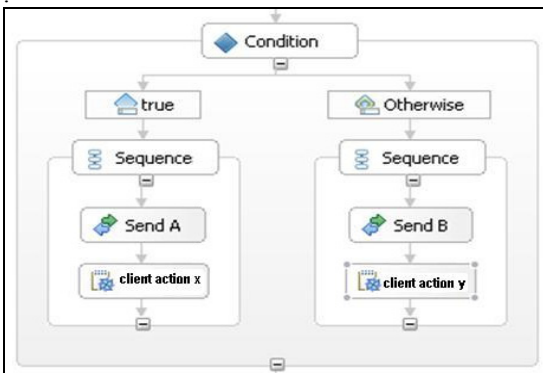 Condition
true
Otherwise
Sequence
Sequence
Send A
Send B
client action x
client action y